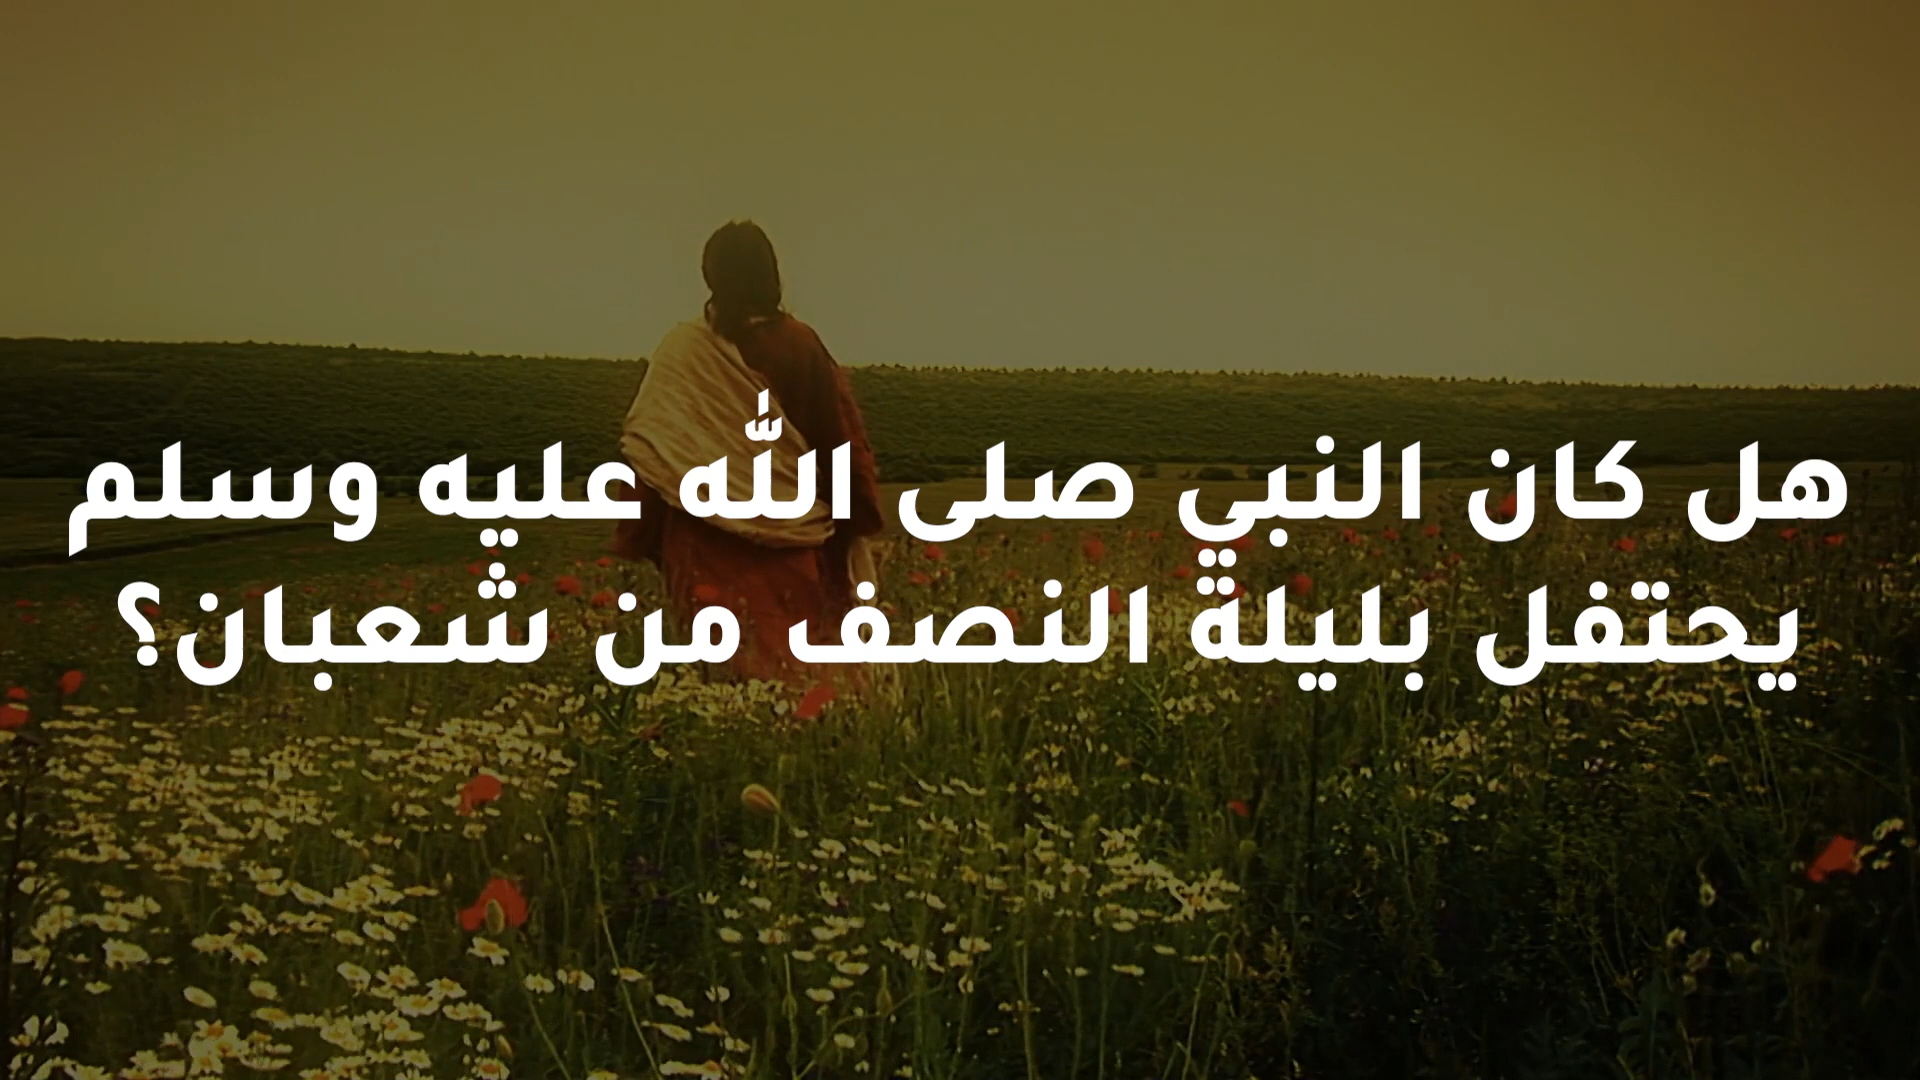 هل كان النبي صلى الله عليه وسلم
يحتفل بليلة النصف من شعبان؟